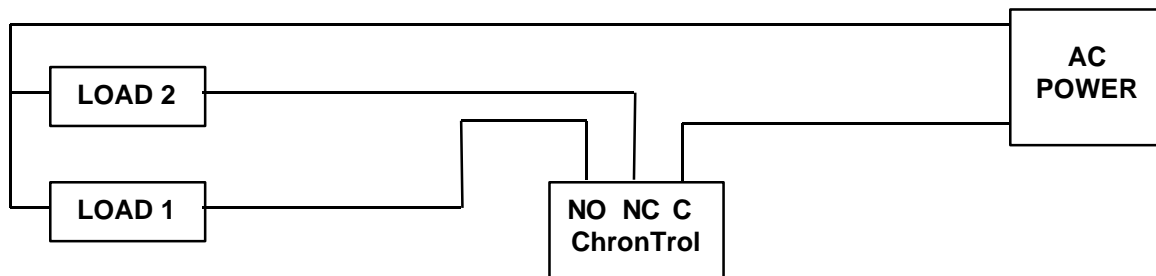 AC
POWER
LOAD 2
LOAD 1
NO NC C
ChronTrol